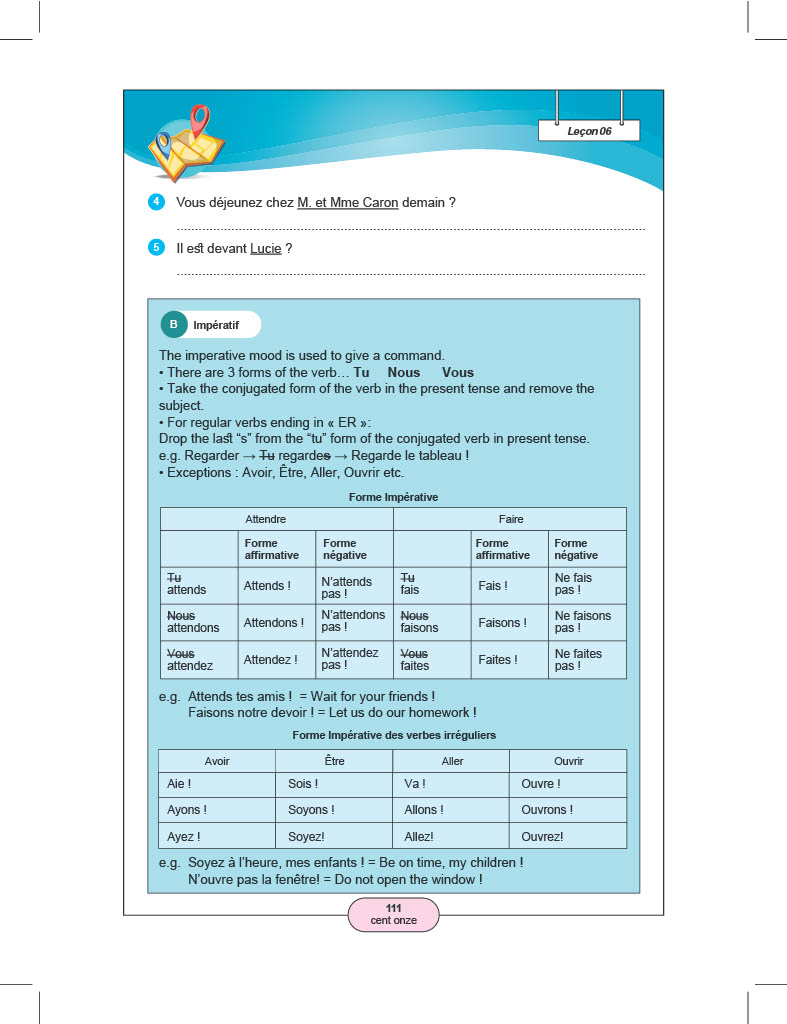 Leçon 06
4 Vous déjeunez chez M. et Mme Caron demain ?
5 Il est devant Lucie ?
B Impératif
The imperative mood is used to give a command.
• There are 3 forms of the verb… Tu Nous Vous
• Take the conjugated form of the verb in the present tense and remove the
subject.
• For regular verbs ending in « ER »:
Drop the last “s” from the “tu” form of the conjugated verb in present tense.
e.g. Regarder → Tu regardes → Regarde le tableau !
• Exceptions : Avoir, Être, Aller, Ouvrir etc.
Forme Impérative
Attendre Faire
Forme Forme Forme Forme
affirmative négative affirmative négative
Tu attends Attends ! N’attends pas ! Tu fais Fais ! Ne fais pas !
Nous attendons Attendons ! N’attendons pas ! Nous faisons Faisons ! Ne faisons pas !
Vous attendez Attendez ! N’attendez pas ! Vous faites Faites ! Ne faites pas !
e.g. Attends tes amis ! = Wait for your friends !
Faisons notre devoir ! = Let us do our homework !
Forme Impérative des verbes irréguliers
Avoir Être Aller Ouvrir
Aie ! Sois ! Va ! Ouvre !
Ayons ! Soyons ! Allons ! Ouvrons !
Ayez ! Soyez! Allez! Ouvrez!
e.g. Soyez à l’heure, mes enfants ! = Be on time, my children !
N’ouvre pas la fenêtre! = Do not open the window !
111
cent onze